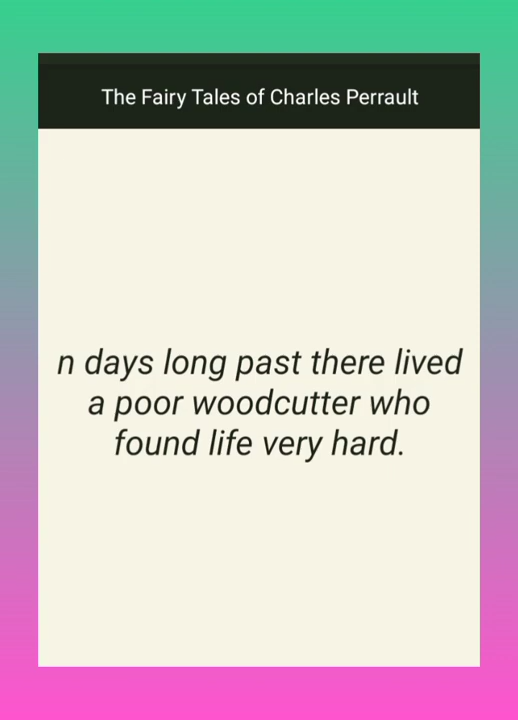 The Fairy Tales of Charles Perrault
n days long past there lived
a poor woodcutter who
found life very hard.